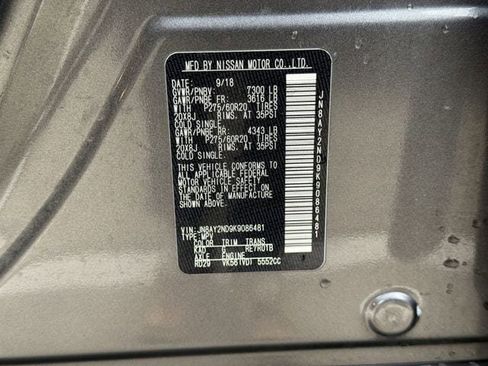 MFD BY NISSAN MOTOR CO.,LTD.
DATE: 9/18
GVWR/PNBV: 7300 LB
GAWR/PNBE FR: 3616 LB
WITH P275/60R20 TIRES
20X8J RIMS, AT 35PSI
COLD SINGLE.
GAWR/PNBE RR: 4343 LB
WITH P275/60R20 TIRES
20X8J RIMS, AT 35PSI
COLD SINGLE.
THIS VEHICLE CONFORMS TO
ALL APPLICABLE FEDERAL
MOTOR VEHICLE SAFETY
STANDARDS IN EFFECT ON
THE DATE OF MANUFACTURE
SHOWN ABOVE.
VIN: JN8AY2ND9K9086481
TYPE: MPV
COLOR TRIM TRANS
KAD G RE7R01B
AXLE ENGINE
RD29 VK56(VD) 5552CC
JN8AY2ND9K9086481